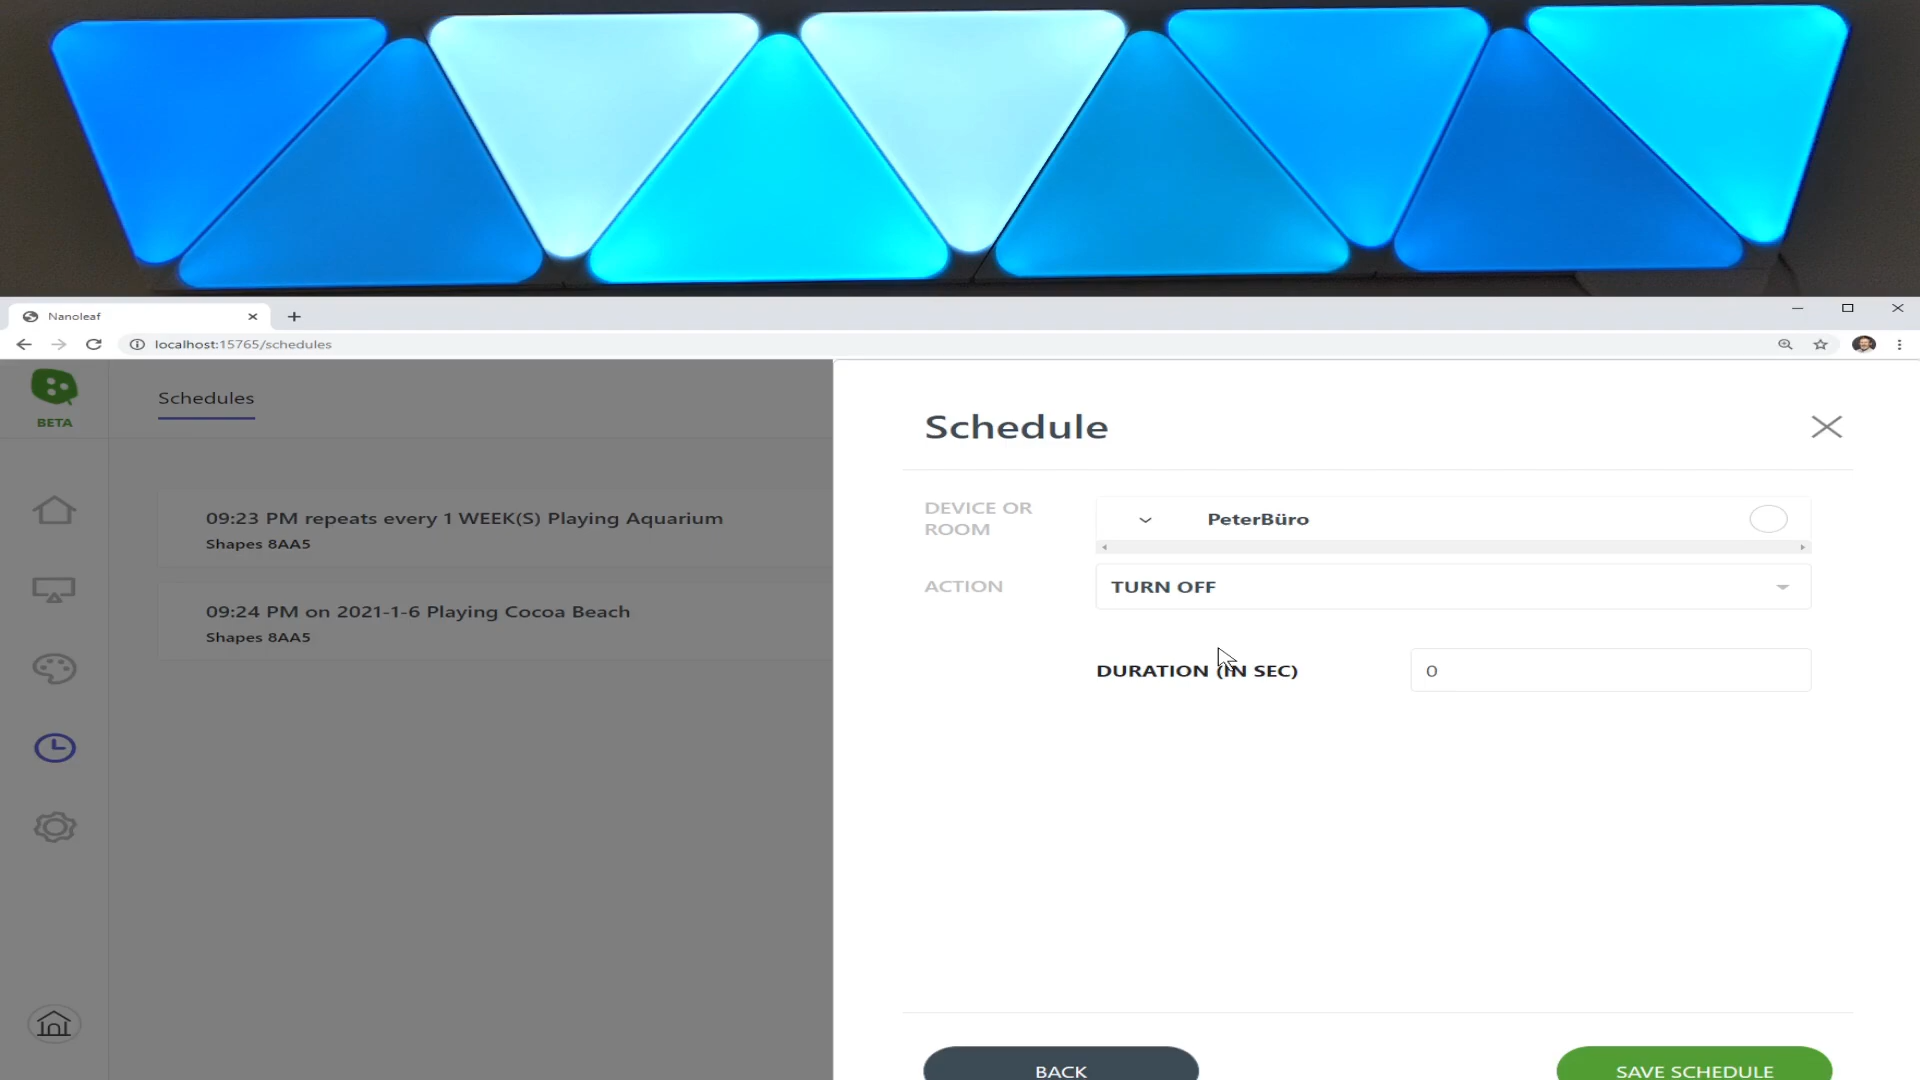 Nanoleaf
localhost:15765/schedules
BETA
Schedules
09:23 PM repeats every 1 WEEK(S) Playing Aquarium
Shapes 8AA5
09:24 PM on 2021-1-6 Playing Cocoa Beach
Shapes 8AA5
Schedule
DEVICE OR
ROOM
PeterBüro
ACTION
TURN OFF
DURATION (IN SEC)
0
BACK
SAVE SCHEDULE